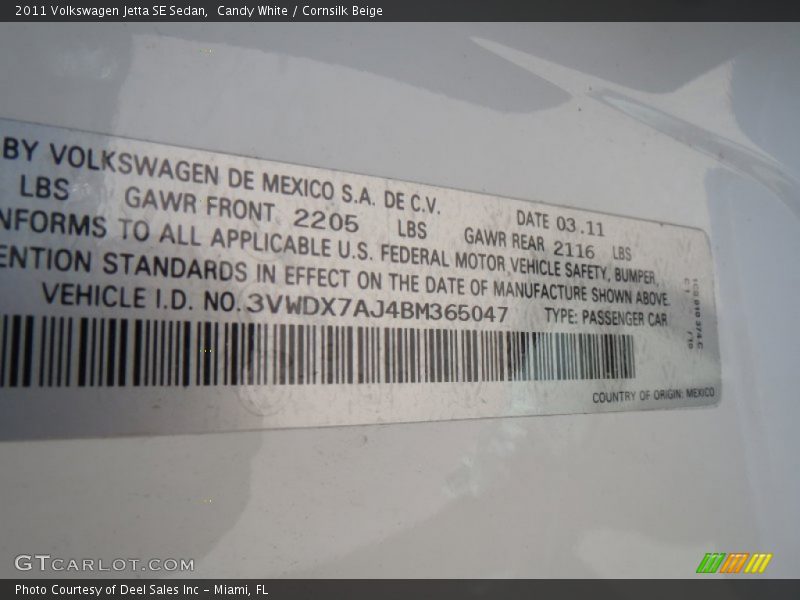 2011 Volkswagen Jetta SE Sedan,  Candy White / Cornsilk Beige
BY VOLKSWAGEN DE MEXICO S.A. DE C.V. DATE 03.11
LBS GAWR FRONT 2205 LBS GAWR REAR 2116 LBS
NFORMS TO ALL APPLICABLE U.S. FEDERAL MOTOR VEHICLE SAFETY, BUMPER,
ENTION STANDARDS IN EFFECT ON THE DATE OF MANUFACTURE SHOWN ABOVE.
VEHICLE I.D. NO. 3VWDX7AJ4BM365047 TYPE: PASSENGER CAR
COUNTRY OF ORIGIN: MEXICO
GTCARLOT.COM
Photo Courtesy of Deel Sales Inc – Miami, FL